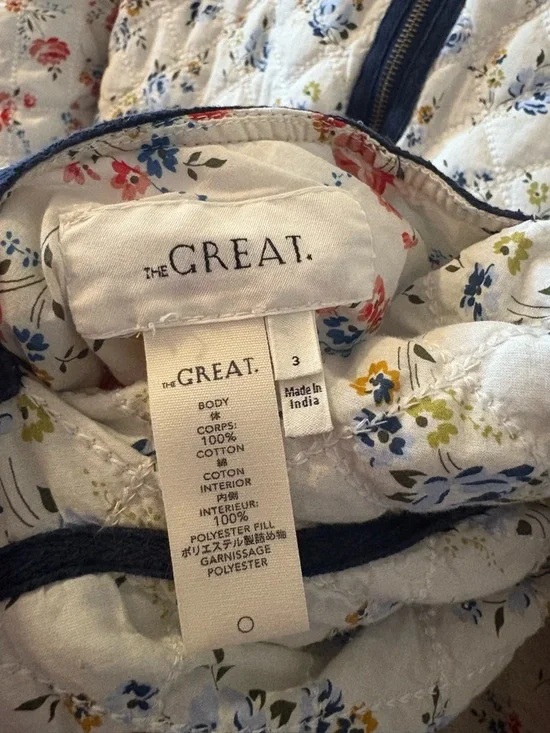 THE GREAT.
THE GREAT.
BODY
体
CORPS:
100%
COTTON
綿
COTON
INTERIOR
内側
INTERIEUR:
100%
POLYESTER FILL
ポリエステル製詰め物
GARNISSAGE
POLYESTER
3
Made In
India